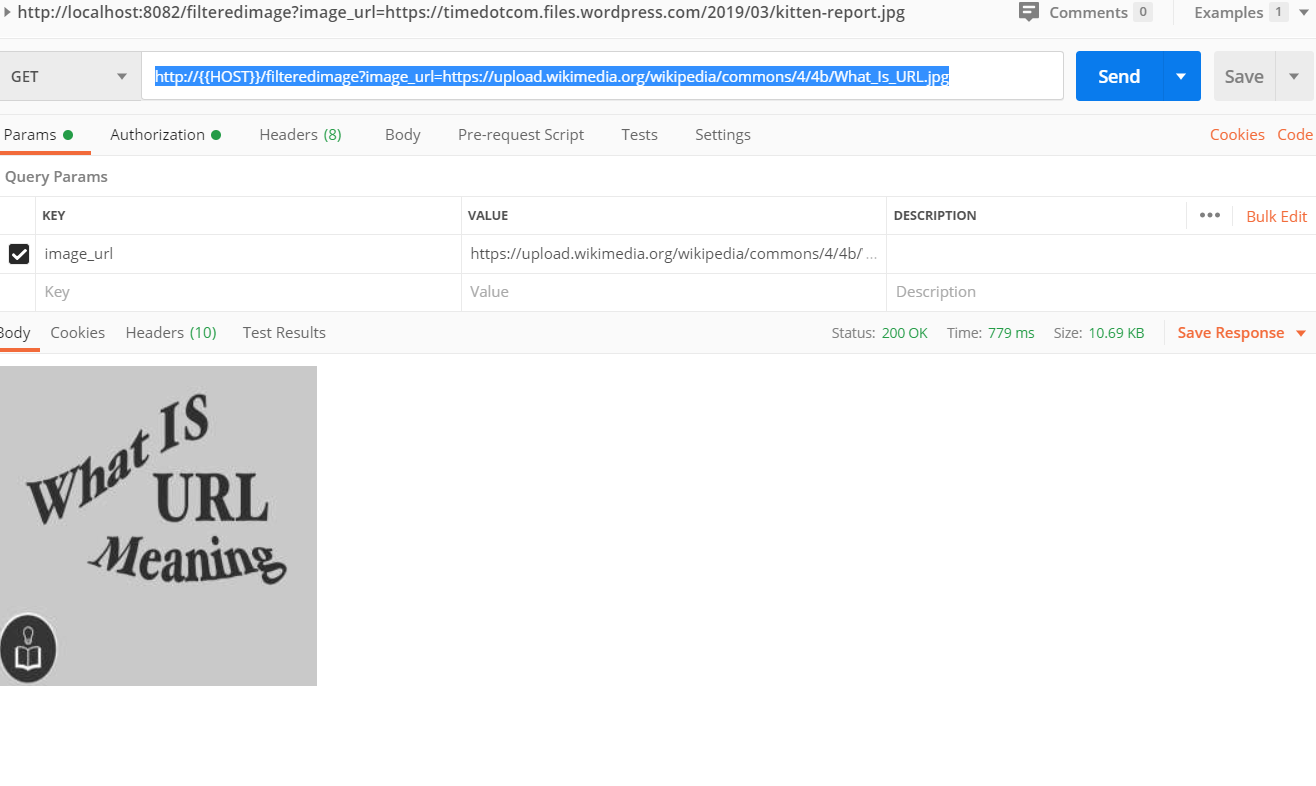 http://localhost:8082/filteredimage?image_url=https://timedotcom.files.wordpress.com/2019/03/kitten-report.jpg Comments 0 Examples 1
GET http://{{HOST}}/filteredimage?image_url=https://upload.wikimedia.org/wikipedia/commons/4/4b/What_Is_URL.jpg Send Save
Params Authorization Headers (8) Body Pre-request Script Tests Settings Cookies Code
Query Params
KEY VALUE DESCRIPTION ••• Bulk Edit
image_url https://upload.wikimedia.org/wikipedia/commons/4/4b/ ...
Key Value Description
Body Cookies Headers (10) Test Results Status: 200 OK Time: 779 ms Size: 10.69 KB Save Response
What IS
URL
Meaning